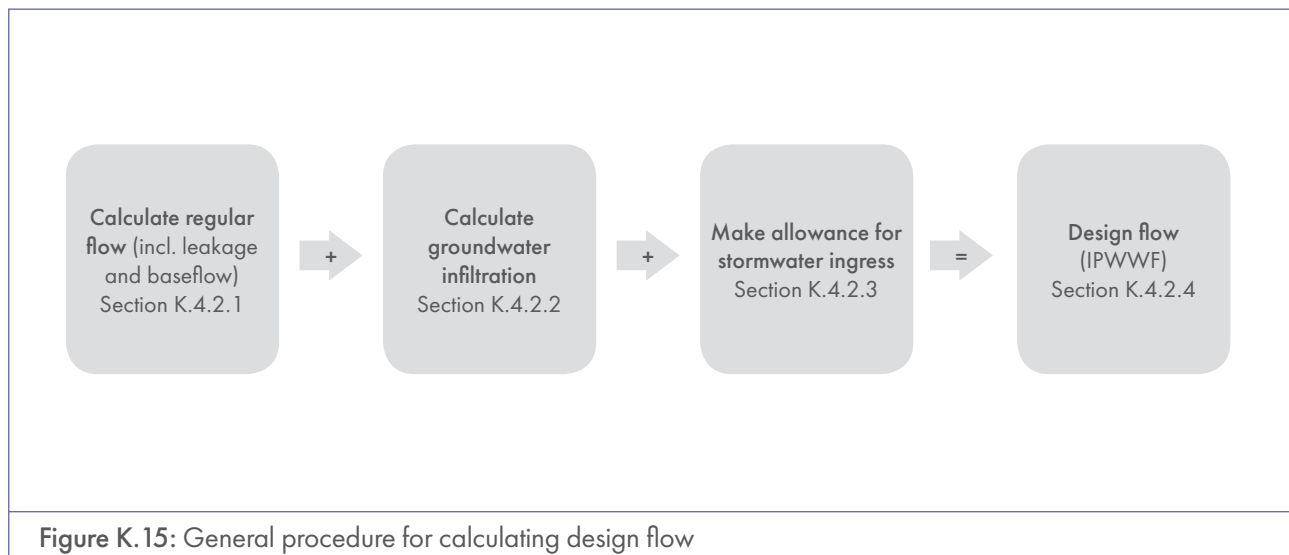 Calculate regular
flow (incl. leakage
and baseflow)
Section K.4.2.1
+
Calculate
groundwater
infiltration
Section K.4.2.2
+
Make allowance for
stormwater ingress
Section K.4.2.3
=
Design flow
(IPWWF)
Section K.4.2.4
Figure K.15: General procedure for calculating design flow